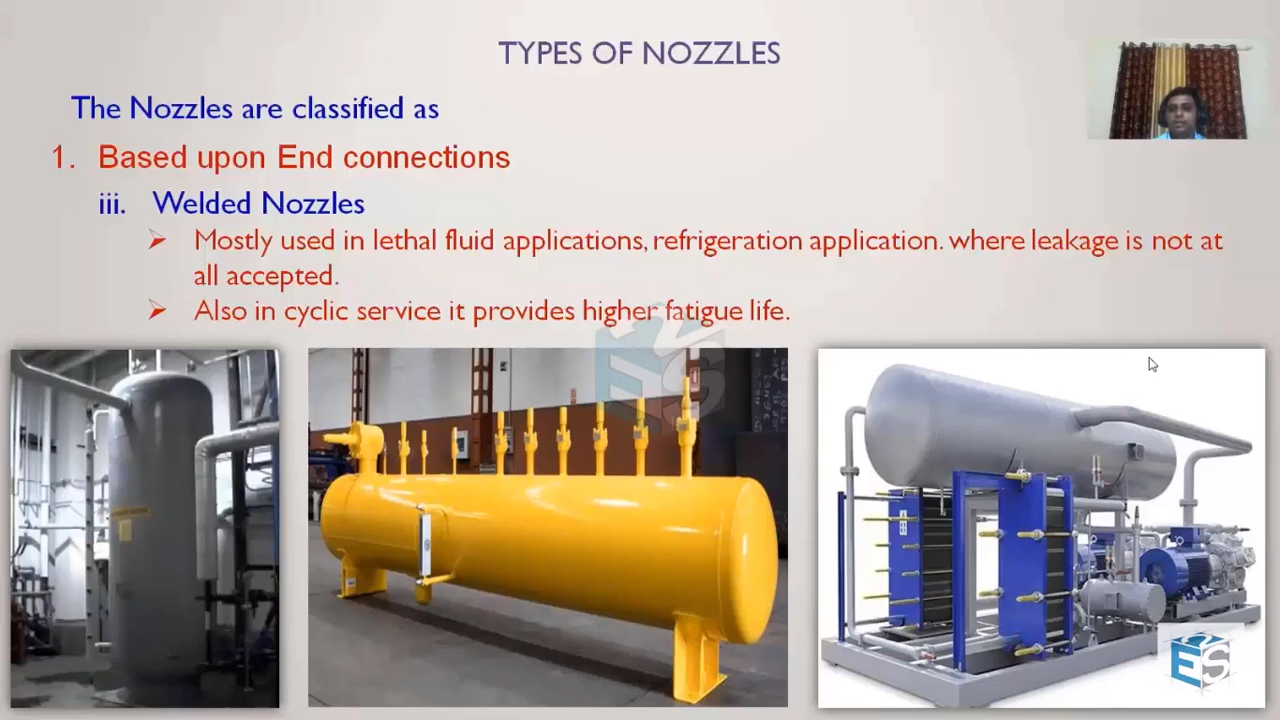 TYPES OF NOZZLES
The Nozzles are classified as
1. Based upon End connections
iii. Welded Nozzles
➢ Mostly used in lethal fluid applications, refrigeration application. where leakage is not at
all accepted.
➢ Also in cyclic service it provides higher fatigue life.
ES
ES